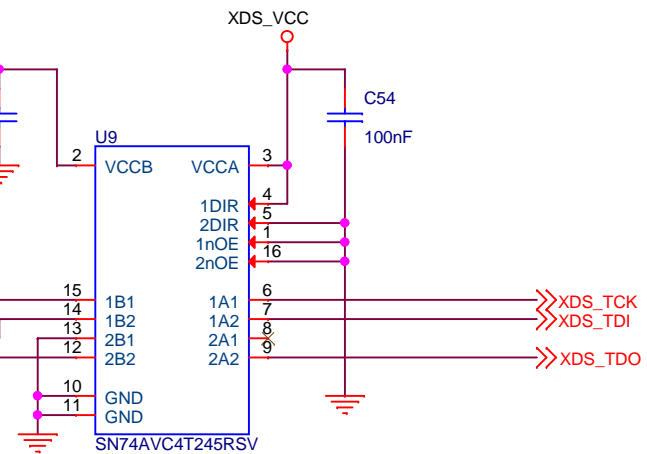 XDS_VCC
C54
100nF
U9
2
VCCB
VCCA
3
1DIR
4
2DIR
5
1nOE
1
2nOE
16
15
1B1
1A1
6
XDS_TCK
14
1B2
1A2
7
XDS_TDI
13
2B1
2A1
8
12
2B2
2A2
9
XDS_TDO
10
GND
11
GND
SN74AVC4T245RSV